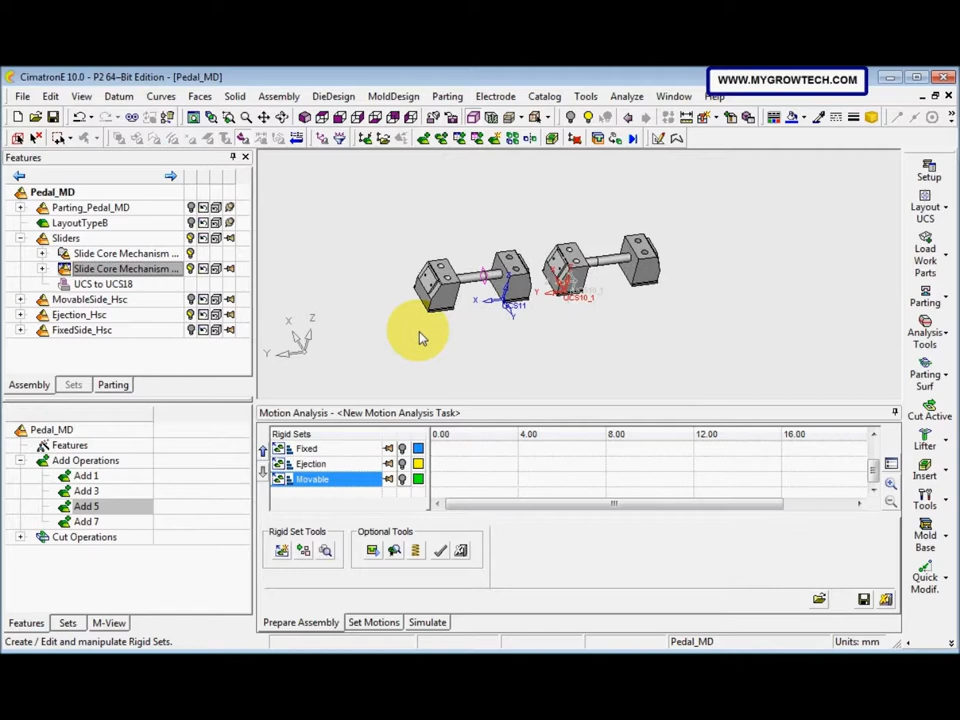 CimatronE 10.0 - P2 64-Bit Edition - [Pedal_MD]
WWW.MYGROWTECH.COM
File Edit View Datum Curves Faces Solid Assembly DieDesign MoldDesign Parting Electrode Catalog Tools Analyze Window Help
Features
Pedal_MD
Parting_Pedal_MD
LayoutTypeB
Sliders
Slide Core Mechanism ...
Slide Core Mechanism ...
UCS to UCS18
MovableSide_Hsc
Ejection_Hsc
FixedSide_Hsc
Assembly Sets Parting
Pedal_MD
Features
Add Operations
Add 1
Add 3
Add 5
Add 7
Cut Operations
Features Sets M-View
X Z
Y
X
UCS11
Y
Y
UCS10_1
Motion Analysis - <New Motion Analysis Task>
Rigid Sets 0.00 4.00 8.00 12.00 16.00
Fixed
Ejection
Movable
Rigid Set Tools Optional Tools
Prepare Assembly Set Motions Simulate
Setup
Layout
UCS
Load
Work
Parts
Parting
Analysis
Tools
Parting
Surf
Cut Active
Lifter
Insert
Tools
Mold
Base
Quick
Modif.
Create / Edit and manipulate Rigid Sets. Pedal_MD Units: mm